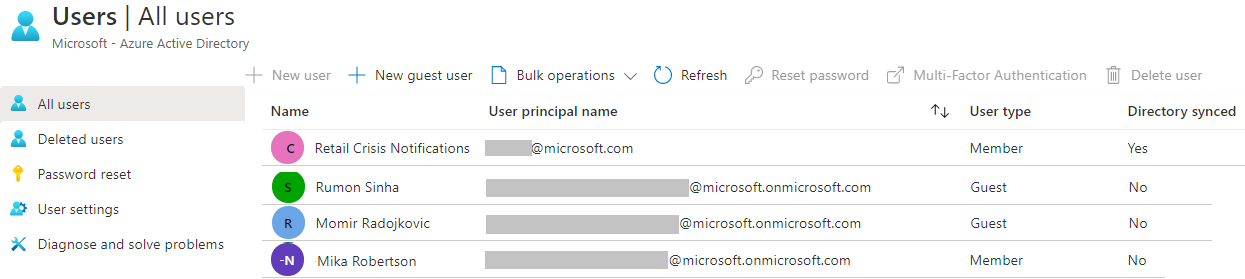 Users | All users
Microsoft - Azure Active Directory
New user New guest user Bulk operations Refresh Reset password Multi-Factor Authentication Delete user
All users
Deleted users
Password reset
User settings
Diagnose and solve problems
Name User principal name User type Directory synced
C Retail Crisis Notifications @microsoft.com Member Yes
S Rumon Sinha @microsoft.onmicrosoft.com Guest No
R Momir Radojkovic @microsoft.onmicrosoft.com Guest No
-N Mika Robertson @microsoft.onmicrosoft.com Member No